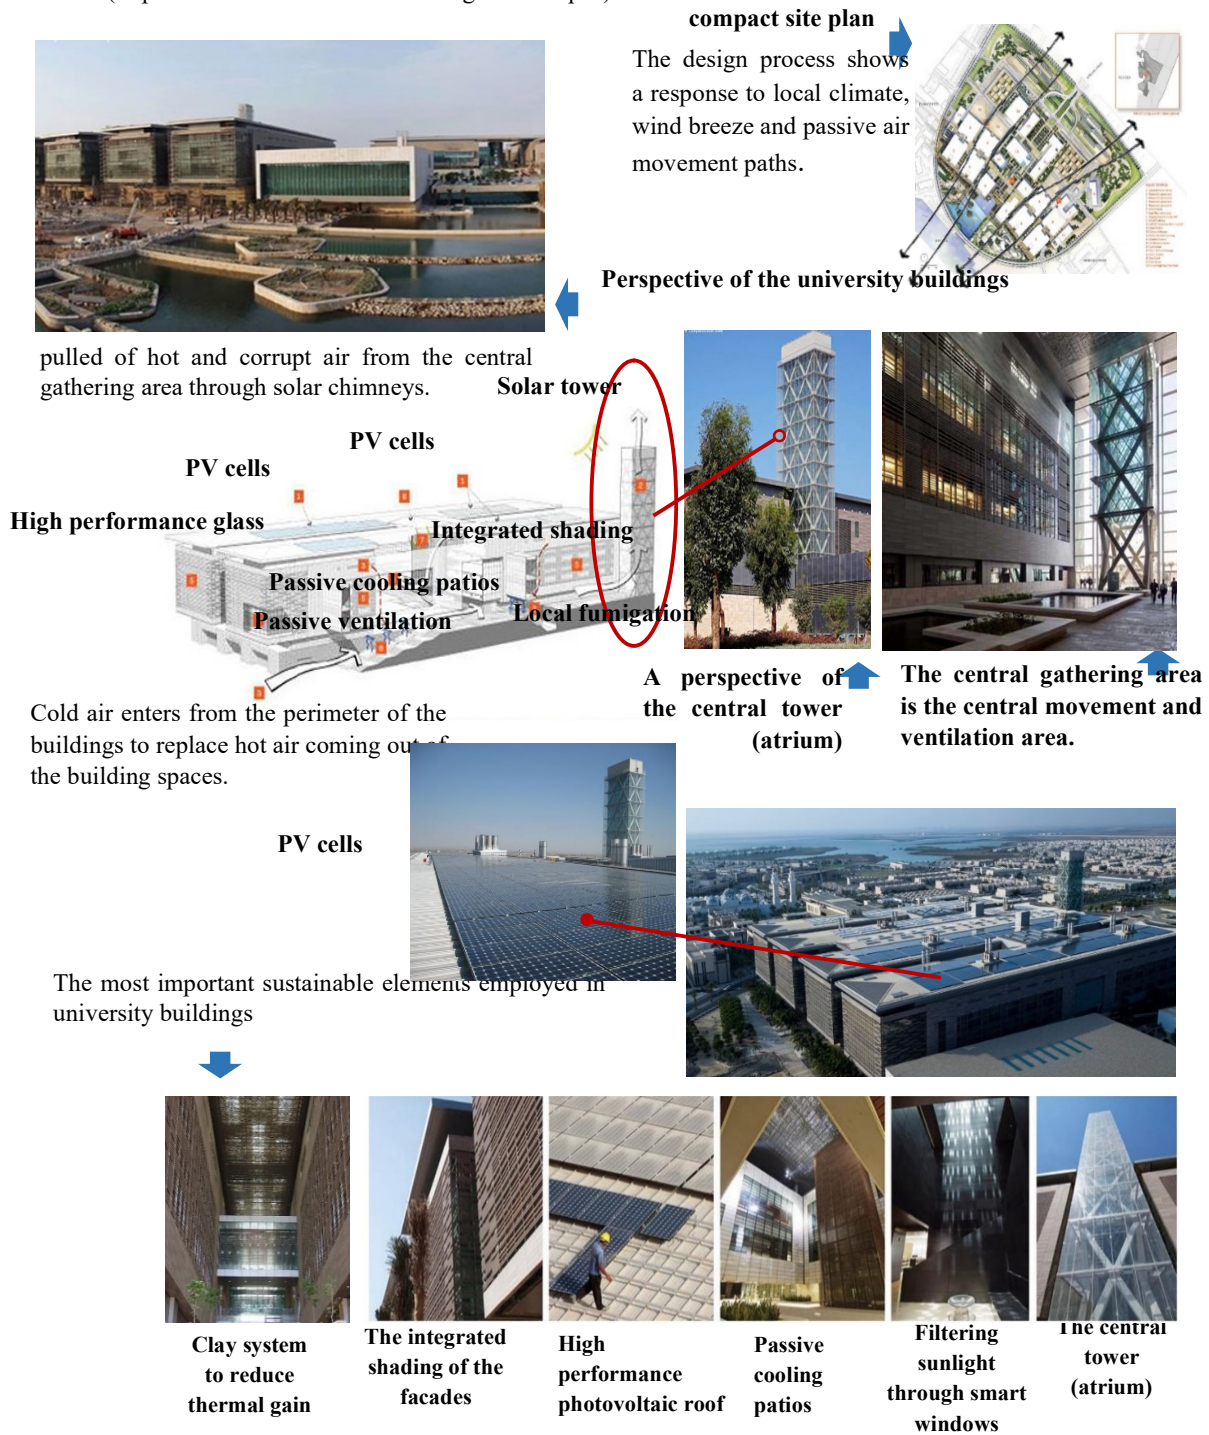 compact site plan
The design process shows
a response to local climate,
wind breeze and passive air
movement paths.
Perspective of the university buildings
pulled of hot and corrupt air from the central
gathering area through solar chimneys.
Solar tower
PV cells
PV cells
High performance glass
Integrated shading
Passive cooling patios
Passive ventilation
Local fumigation
A perspective of
the central tower
(atrium)
The central gathering area
is the central movement and
ventilation area.
Cold air enters from the perimeter of the
buildings to replace hot air coming out of
the building spaces.
PV cells
The most important sustainable elements employed in
university buildings
Clay system
to reduce
thermal gain
The integrated
shading of the
facades
High
performance
photovoltaic roof
Passive
cooling
patios
Filtering
sunlight
through smart
windows
The central
tower
(atrium)